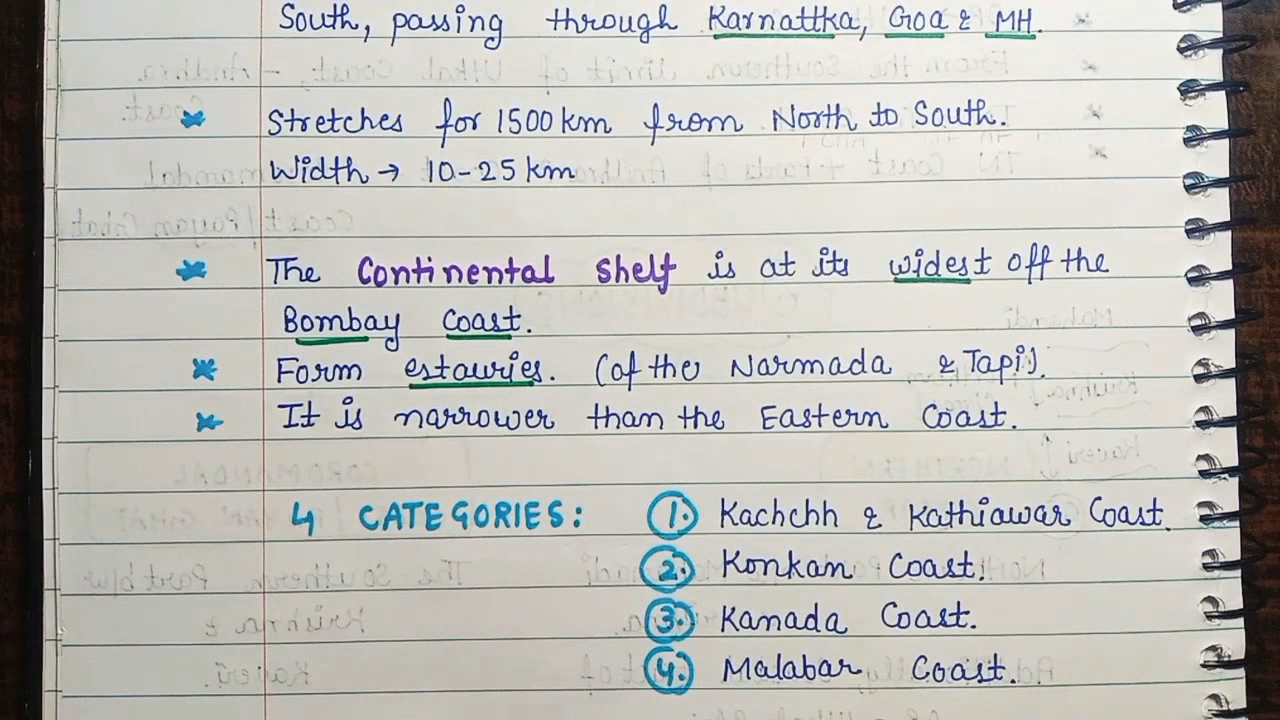 South, passing through Karnattka, Goa & MH.
Stretches for 1500 km from North to South.
Width → 10-25 km
The Continental Shelf is at its widest off the
Bombay Coast.
Form estauries. (of the Narmada & Tapi).
It is narrower than the Eastern Coast.
4 CATEGORIES: 1. Kachchh & Kathiawar Coast.
2. Konkan Coast.
3. Kanada Coast.
4. Malabar Coast.